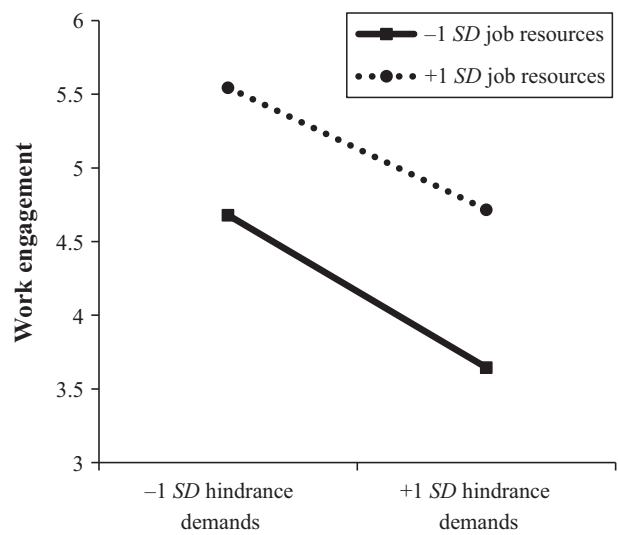 6
5.5
5
4.5
4
3.5
3
Work engagement
–1 SD job resources
+1 SD job resources
–1 SD hindrance
demands
+1 SD hindrance
demands